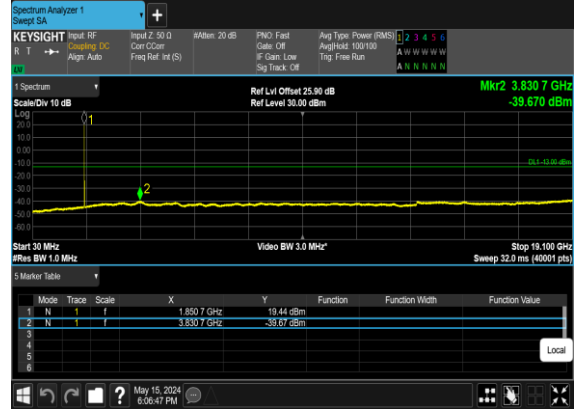 Spectrum Analyzer 1
Swept SA
+
KEYSIGHT Input: RF Input Z: 50 Ω #Atten: 20 dB PNO: Fast Avg Type: Power (RMS) 1 2 3 4 5 6
R T Coupling: DC Corr CCorr Gate: Off Avg|Hold: 100/100 A W W W W W
Align: Auto Freq Ref: Int (S) IF Gain: Low Trig: Free Run A N N N N N
Sig Track: Off
1 Spectrum Ref Lvl Offset 25.90 dB Mkr2 3.830 7 GHz
Scale/Div 10 dB Ref Level 30.00 dBm -39.670 dBm
Log
1
20.0
10.0
0.00
-10.0 DL1 -13.00 dBm
-20.0
-30.0
2
-40.0
-50.0
-60.0
Start 30 MHz Video BW 3.0 MHz* Stop 19.100 GHz
#Res BW 1.0 MHz Sweep 32.0 ms (40001 pts)
5 Marker Table
Mode Trace Scale X Y Function Function Width Function Value
1 N 1 f 1.850 7 GHz 19.44 dBm
2 N 1 f 3.830 7 GHz -39.67 dBm
3
4
5
6
Local
? May 15, 2024
6:06:47 PM